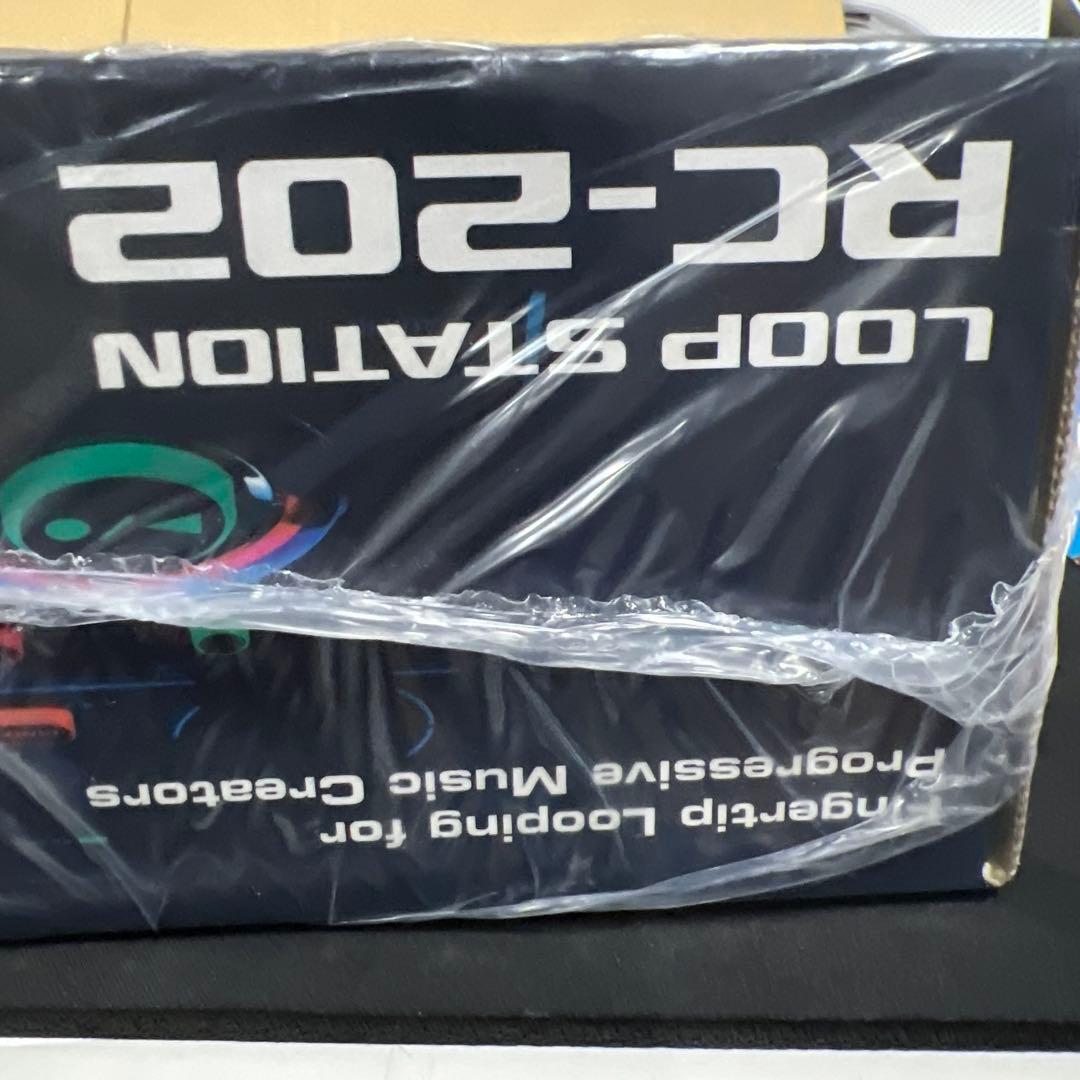 Fingertip Looping for
Progressive Music Creators
LOOP STATION
RC-202